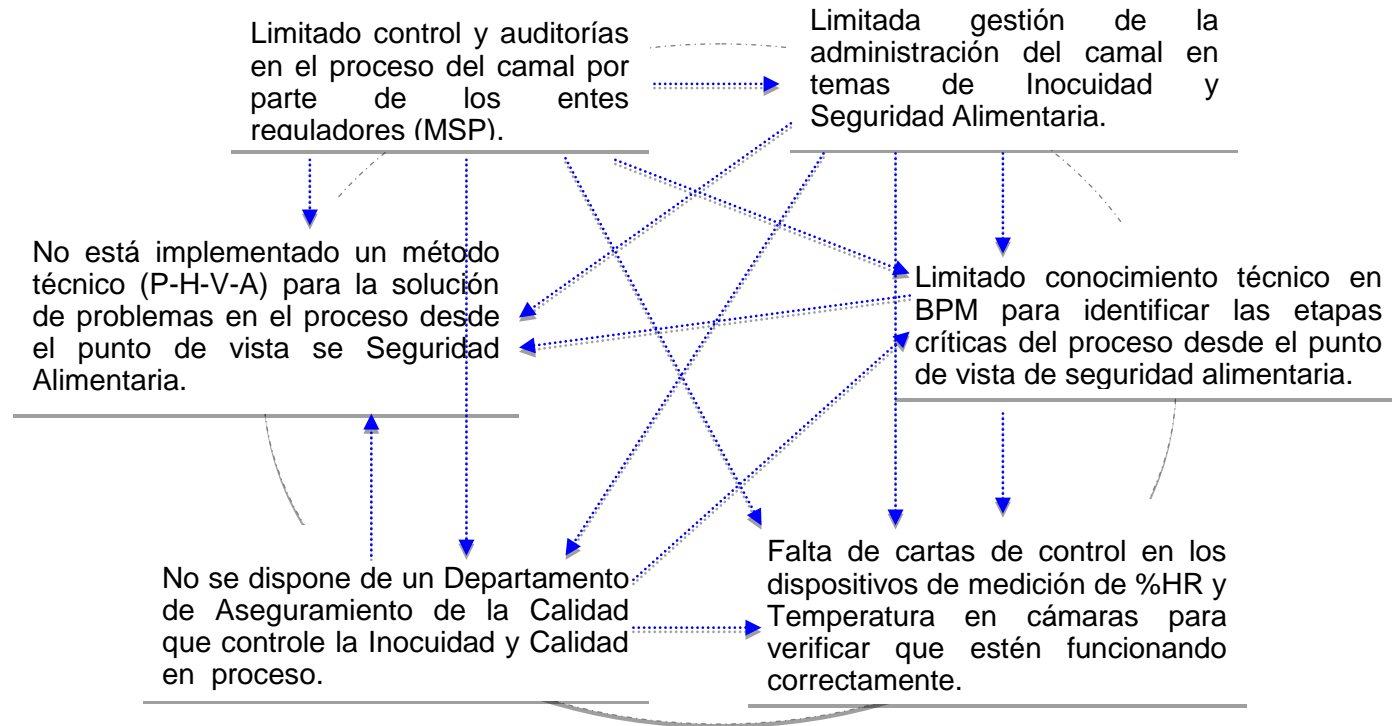 Limitado control y auditorías
en el proceso del camal por
parte de los entes
reguladores (MSP).
Limitada gestión de la
administración del camal en
temas de Inocuidad y
Seguridad Alimentaria.
No está implementado un método
técnico (P-H-V-A) para la solución
de problemas en el proceso desde
el punto de vista se Seguridad
Alimentaria.
Limitado conocimiento técnico en
BPM para identificar las etapas
críticas del proceso desde el punto
de vista de seguridad alimentaria.
No se dispone de un Departamento
de Aseguramiento de la Calidad
que controle la Inocuidad y Calidad
en proceso.
Falta de cartas de control en los
dispositivos de medición de %HR y
Temperatura en cámaras para
verificar que estén funcionando
correctamente.